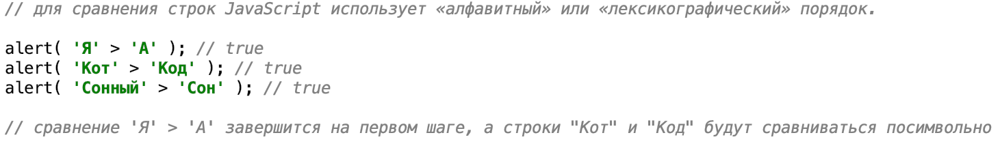 // для сравнения строк JavaScript использует «алфавитный» или «лексикографический» порядок.
alert( 'Я' > 'А' ); // true
alert( 'Кот' > 'Код' ); // true
alert( 'Сонный' > 'Сон' ); // true
// сравнение 'Я' > 'А' завершится на первом шаге, а строки "Кот" и "Код" будут сравниваться посимвольно